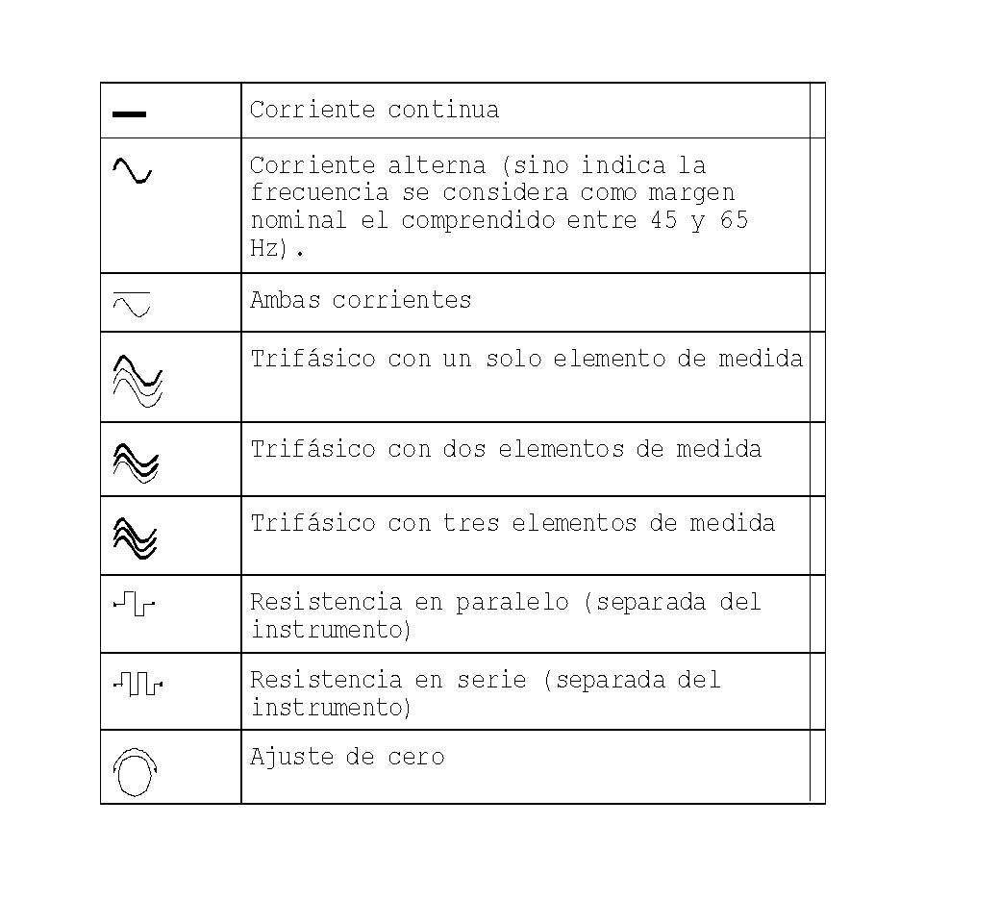 Corriente continua
Corriente alterna (sino indica la
frecuencia se considera como margen
nominal el comprendido entre 45 y 65
Hz).
Ambas corrientes
Trifásico con un solo elemento de medida
Trifásico con dos elementos de medida
Trifásico con tres elementos de medida
Resistencia en paralelo (separada del
instrumento)
Resistencia en serie (separada del
instrumento)
Ajuste de cero